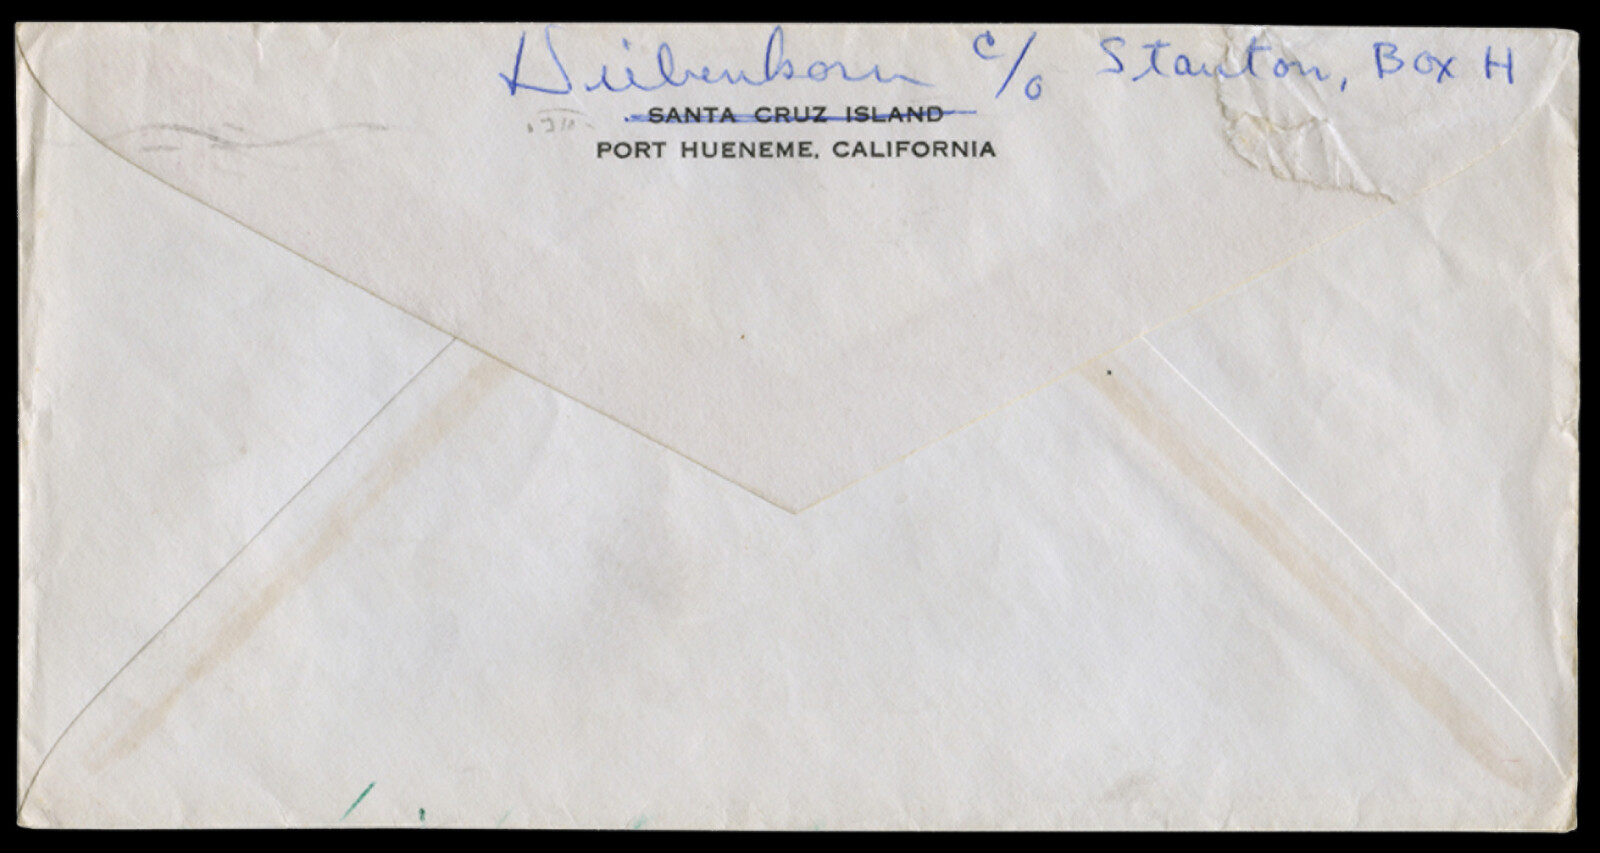 Diebenkorn c/o Stanton, Box H
SANTA CRUZ ISLAND
PORT HUENEME, CALIFORNIA